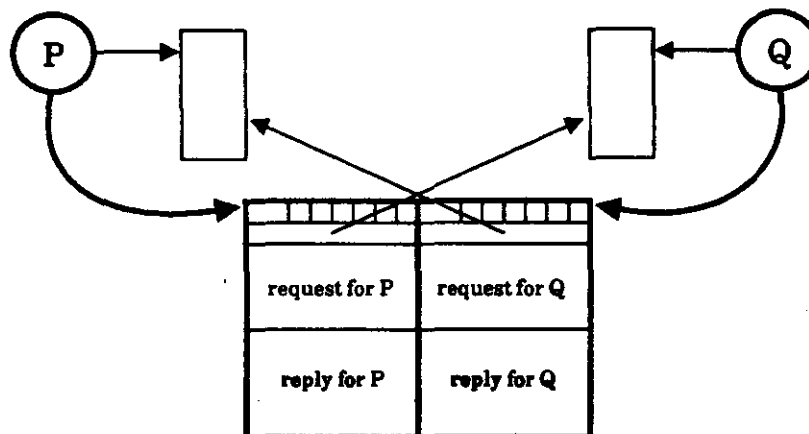 P
Q
request for P
request for Q
reply for P
reply for Q